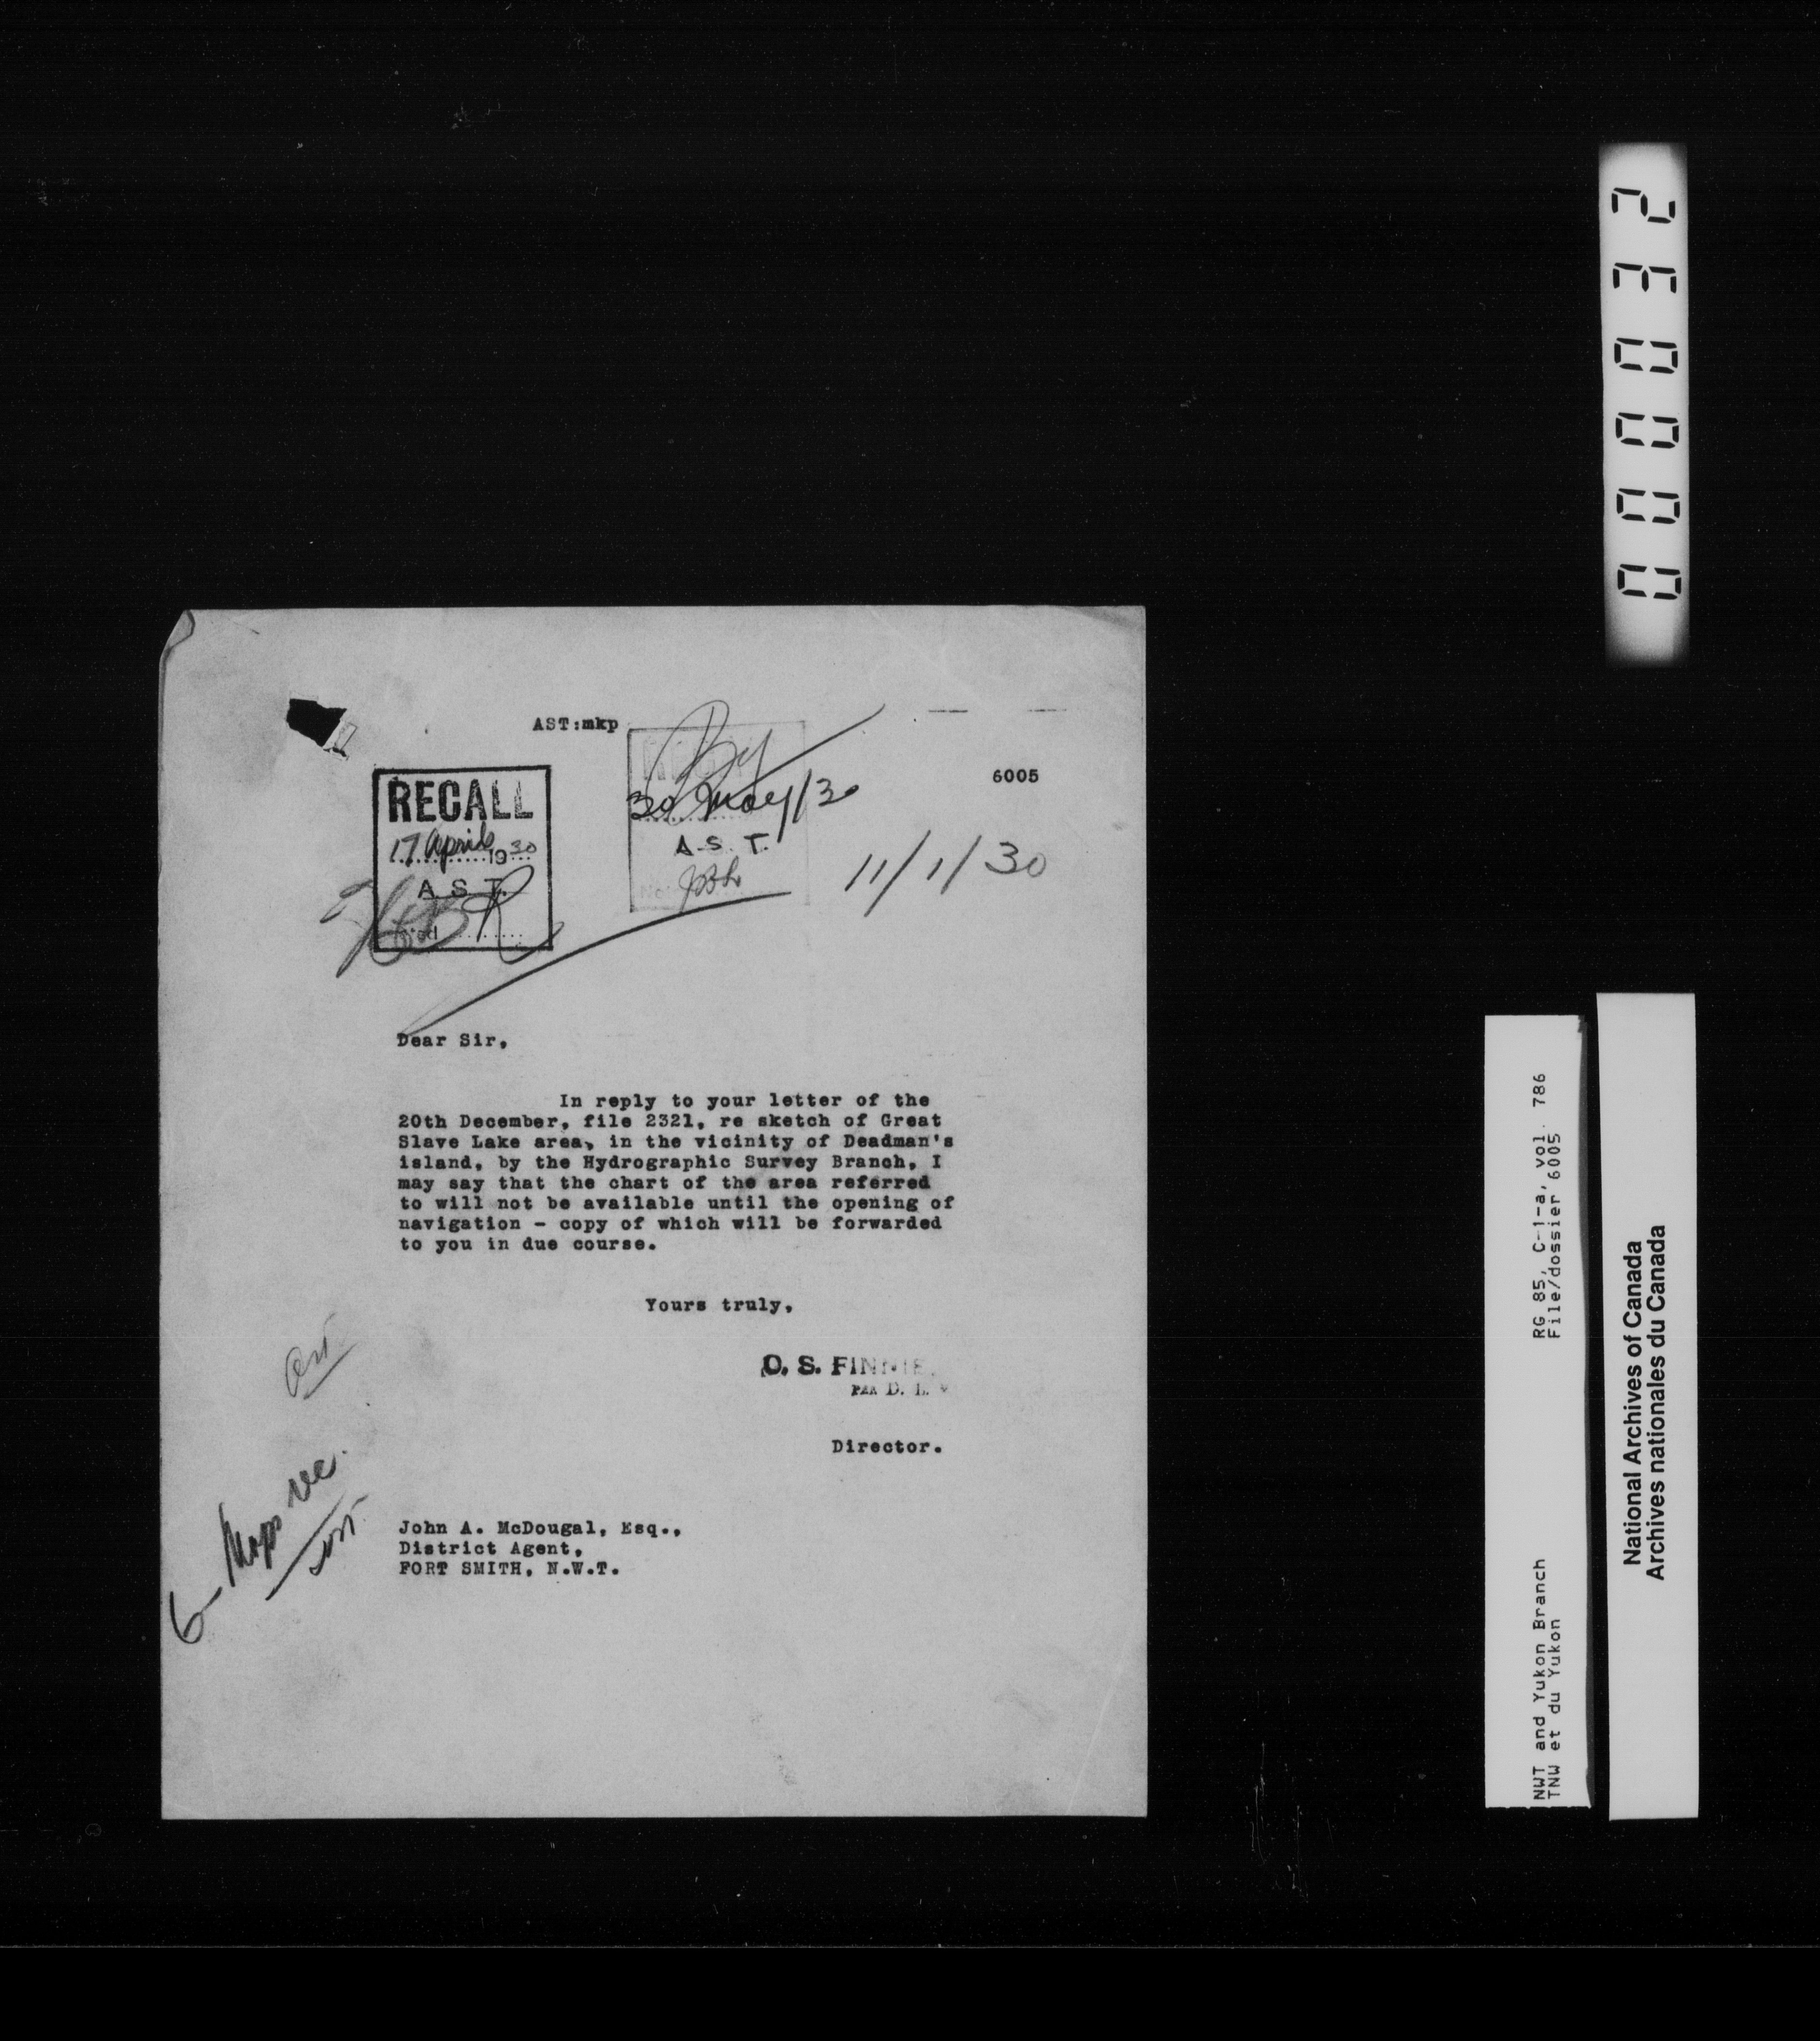 AST:mkp
6005
RECALL
17 April 1930
A. S. T.
30 May/30
A. S. T.
11/1/30
Dear Sir,
In reply to your letter of the
20th December, file 2321, re sketch of Great
Slave Lake area, in the vicinity of Deadman's
island, by the Hydrographic Survey Branch, I
may say that the chart of the area referred
to will not be available until the opening of
navigation - copy of which will be forwarded
to you in due course.
Yours truly,
O. S. FINNIE,
Director.
John A. McDougal, Esq.,
District Agent,
FORT SMITH, N.W.T.
6- Maps
000032
RG 85, C-1-a, vol. 786
File/dossier 6005
NWT and Yukon Branch
TNW et du Yukon
National Archives of Canada
Archives nationales du Canada